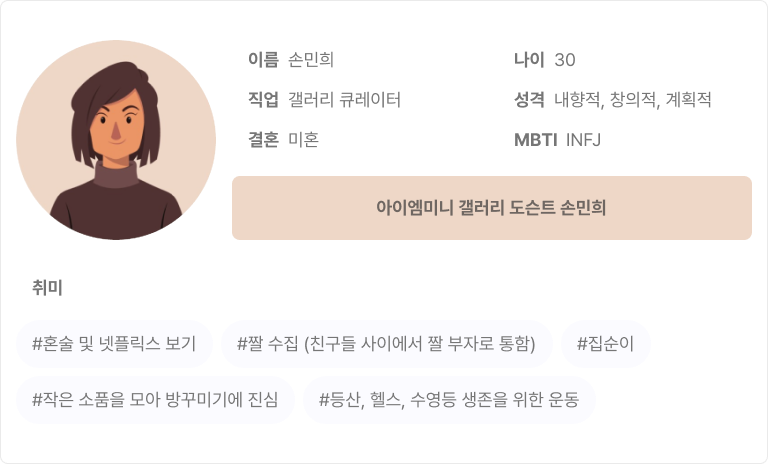 이름 손민희 나이 30
직업 갤러리 큐레이터 성격 내향적, 창의적, 계획적
결혼 미혼 MBTI INFJ
아이엠미니 갤러리 도슨트 손민희
취미
#혼술 및 넷플릭스 보기 #짤 수집 (친구들 사이에서 짤 부자로 통함) #집순이
#작은 소품을 모아 방꾸미기에 진심 #등산, 헬스, 수영등 생존을 위한 운동